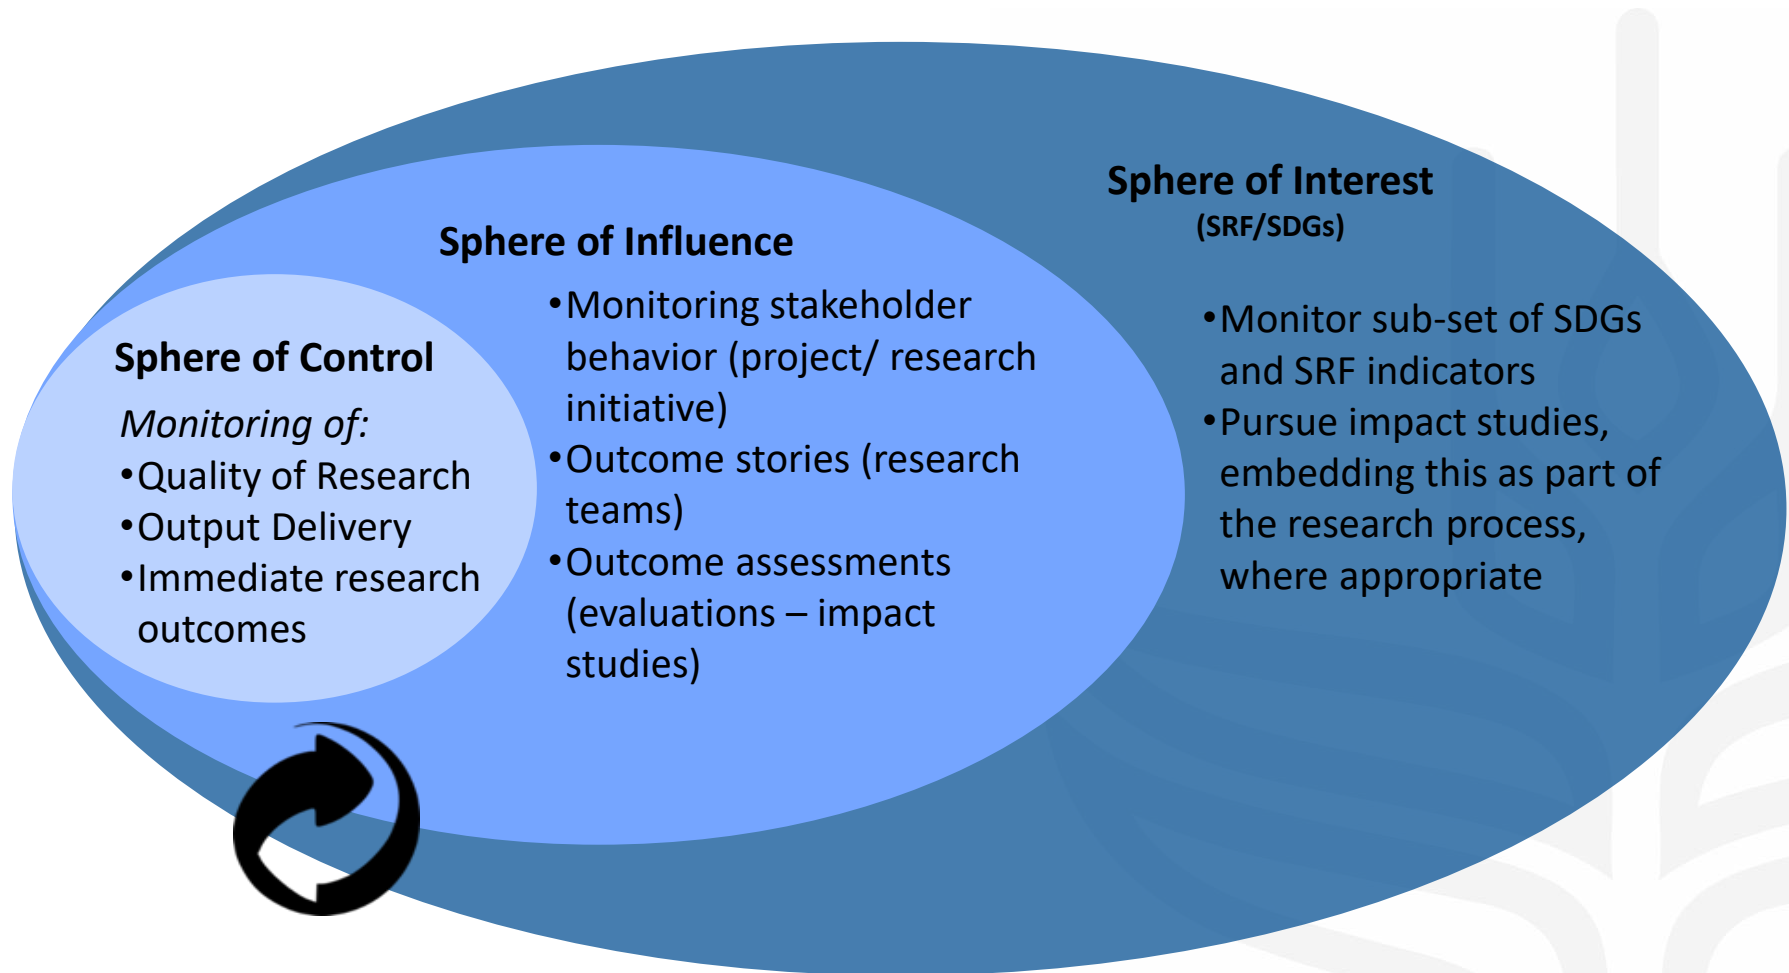 Sphere of Control
Monitoring of:
•Quality of Research
•Output Delivery
•Immediate research
outcomes
Sphere of Influence
•Monitoring stakeholder
behavior (project/ research
initiative)
•Outcome stories (research
teams)
•Outcome assessments
(evaluations – impact
studies)
Sphere of Interest
(SRF/SDGs)
•Monitor sub-set of SDGs
and SRF indicators
•Pursue impact studies,
embedding this as part of
the research process,
where appropriate